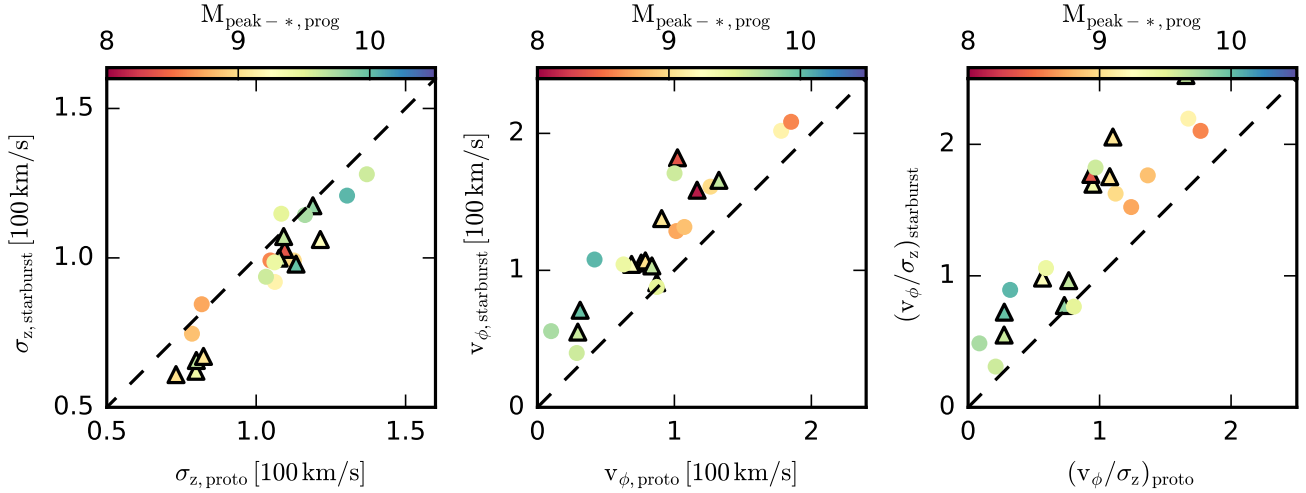 M_peak−∗,prog
8 9 10
1.5
1.0
0.5
0.5 1.0 1.5
σ_z,starburst [100 km/s]
σ_z,proto [100 km/s]
M_peak−∗,prog
8 9 10
2
1
0
0 1 2
v_ϕ,starburst [100 km/s]
v_ϕ,proto [100 km/s]
M_peak−∗,prog
8 9 10
2
1
0
0 1 2
(v_ϕ/σ_z)_starburst
(v_ϕ/σ_z)_proto